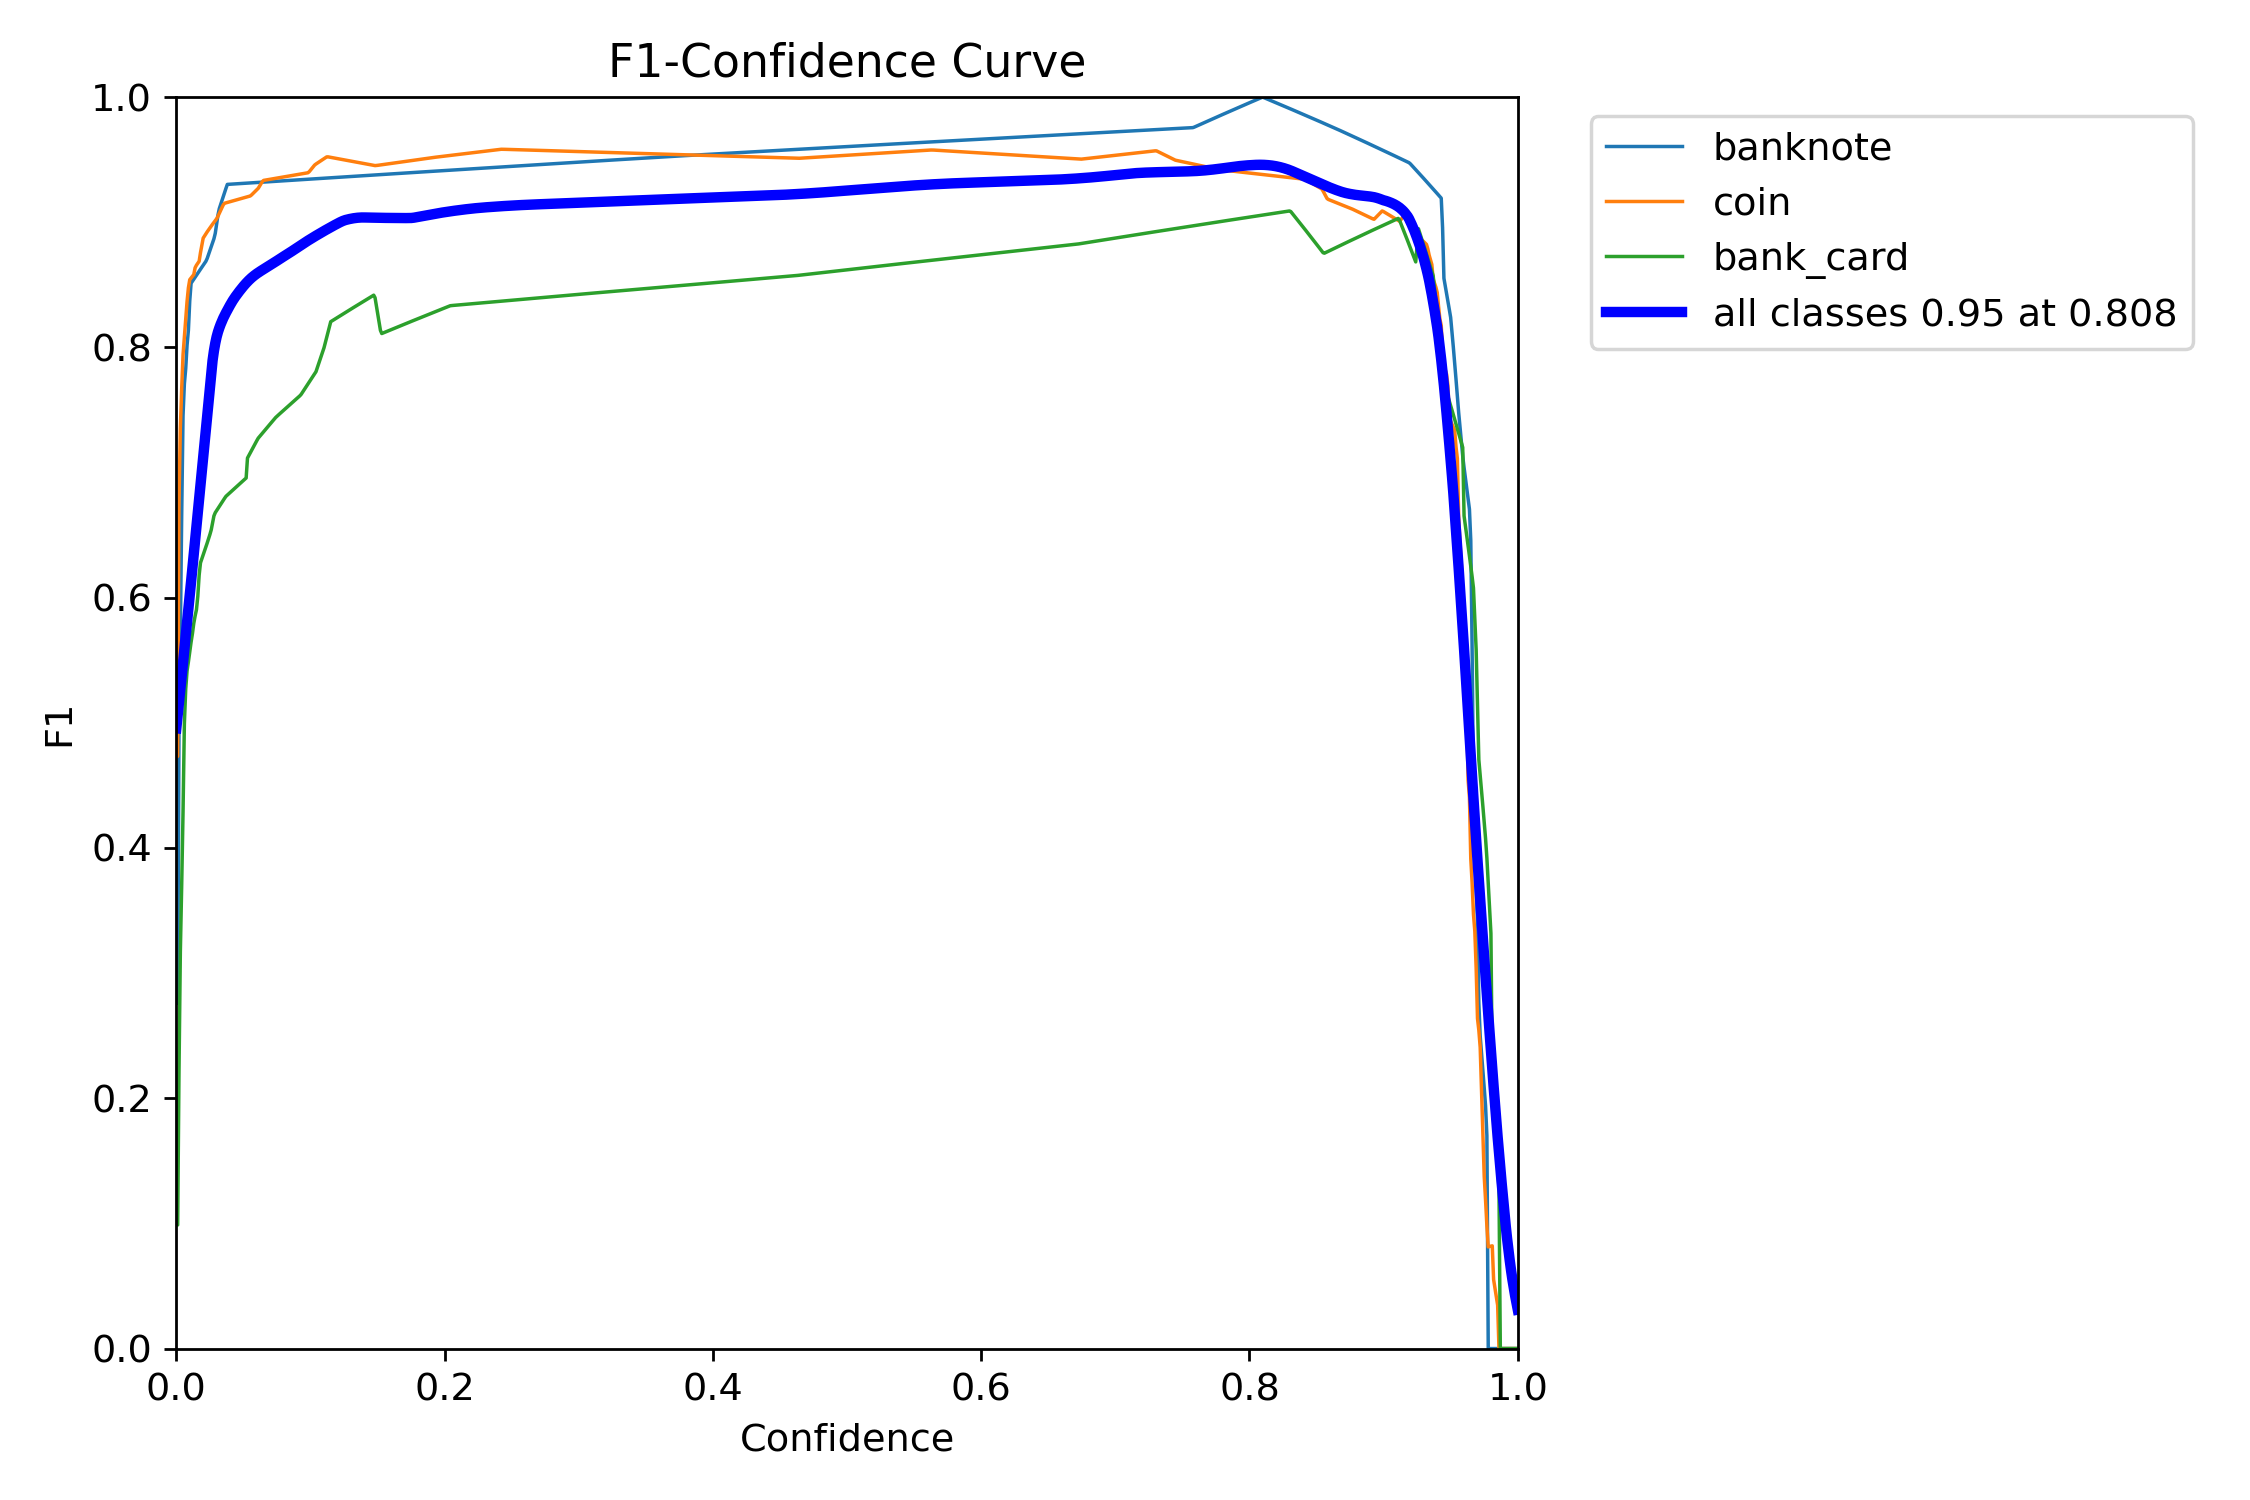 F1-Confidence Curve
1.0
0.8
0.6
0.4
0.2
0.0
F1
0.0 0.2 0.4 0.6 0.8 1.0
Confidence
banknote
coin
bank_card
all classes 0.95 at 0.808